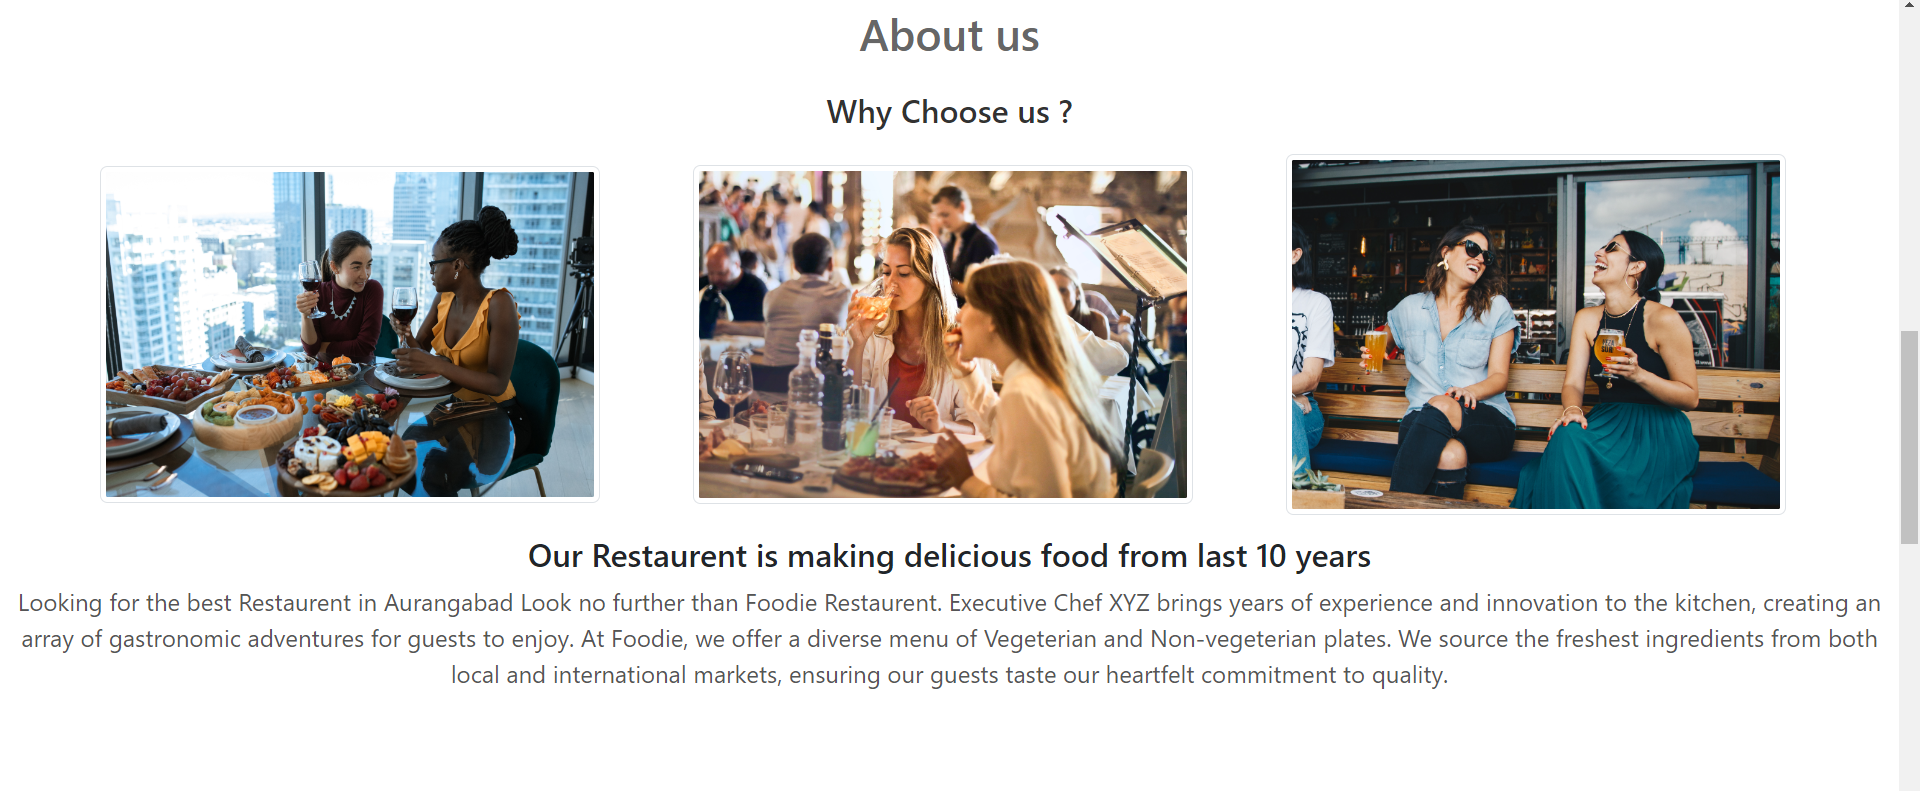 About us
Why Choose us ?
Our Restaurent is making delicious food from last 10 years
Looking for the best Restaurent in Aurangabad Look no further than Foodie Restaurent. Executive Chef XYZ brings years of experience and innovation to the kitchen, creating an
array of gastronomic adventures for guests to enjoy. At Foodie, we offer a diverse menu of Vegeterian and Non-vegeterian plates. We source the freshest ingredients from both
local and international markets, ensuring our guests taste our heartfelt commitment to quality.